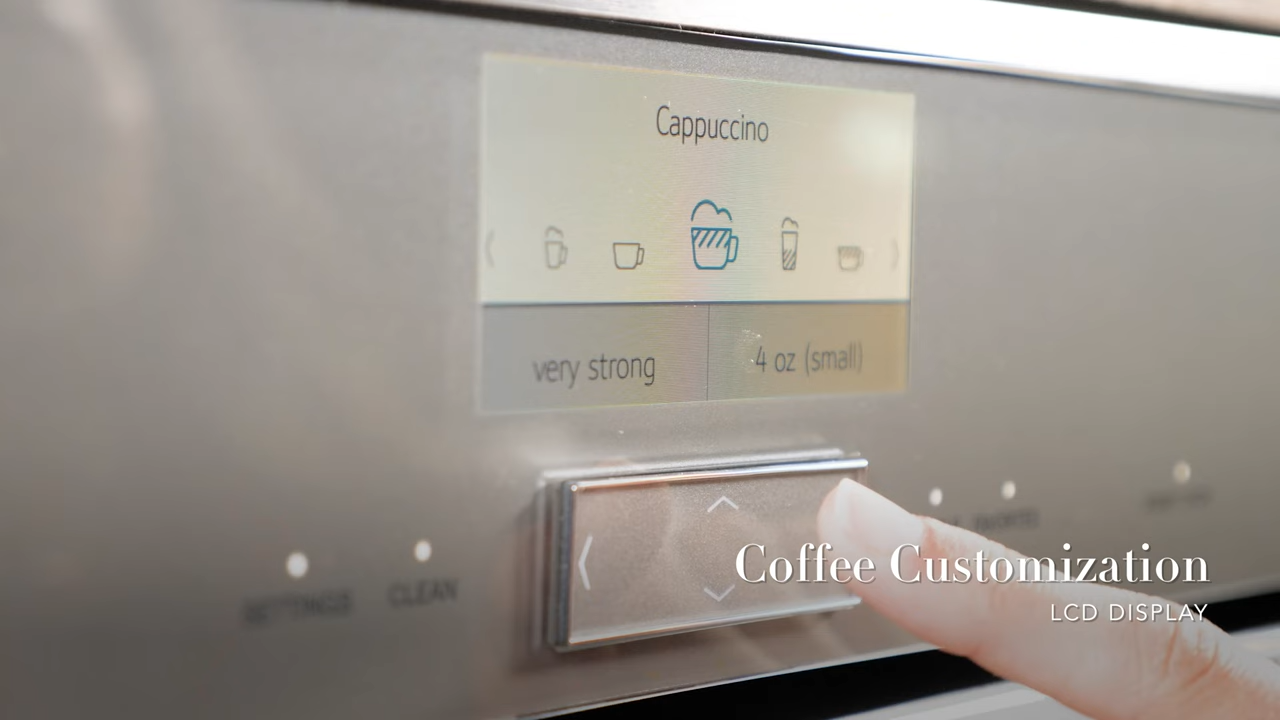 Cappuccino
very strong
4 oz (small)
SETTINGS
CLEAN
Coffee Customization
LCD DISPLAY